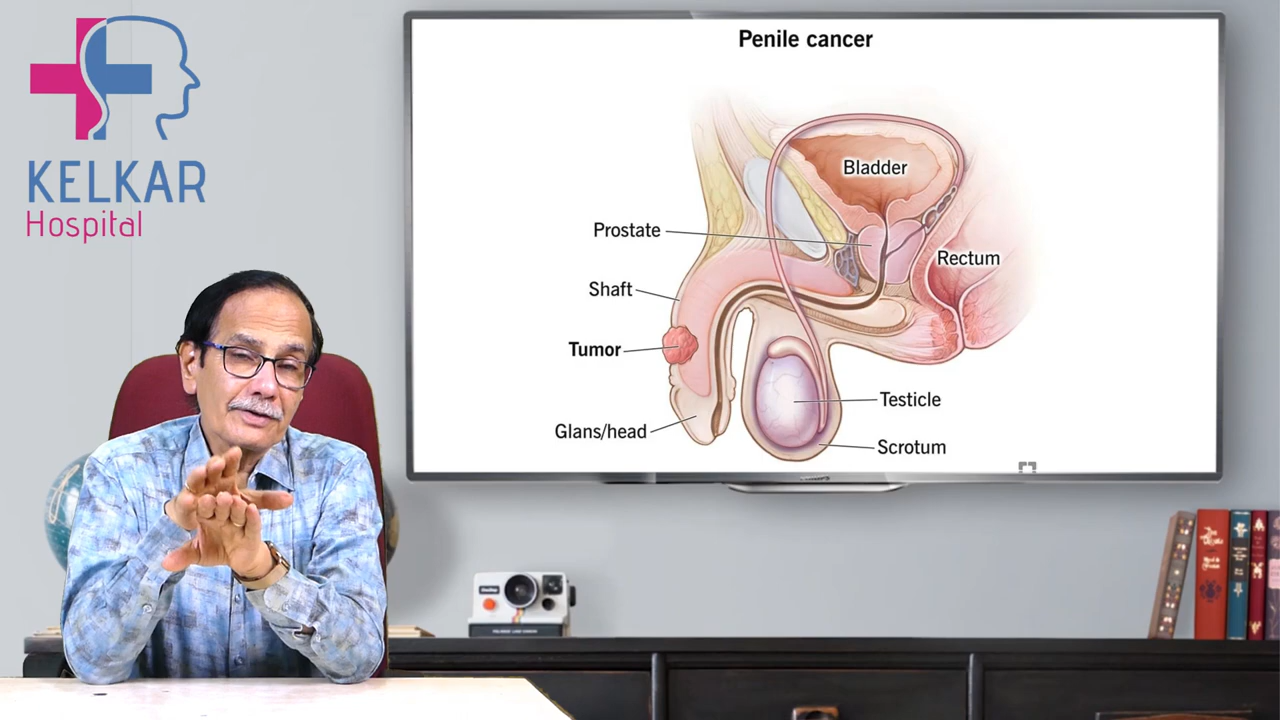 KELKAR
Hospital
Penile cancer
Bladder
Prostate
Rectum
Shaft
Tumor
Testicle
Glans/head
Scrotum